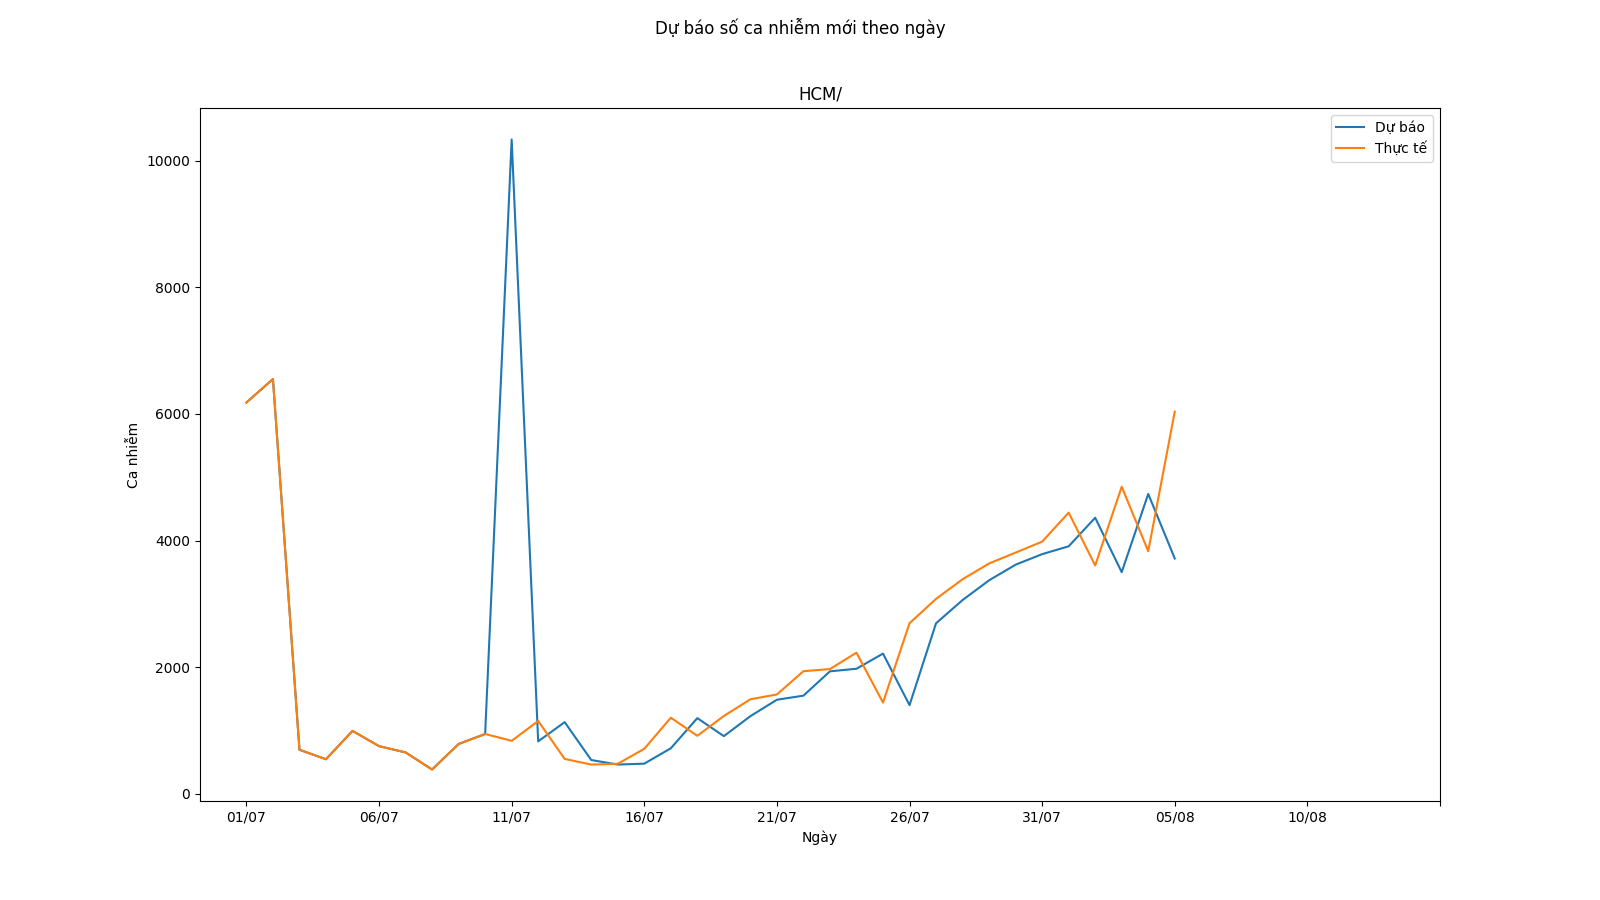 Dự báo số ca nhiễm mới theo ngày
HCM/
Dự báo
Thực tế
10000
8000
6000
4000
2000
0
Ca nhiễm
01/07 06/07 11/07 16/07 21/07 26/07 31/07 05/08 10/08
Ngày